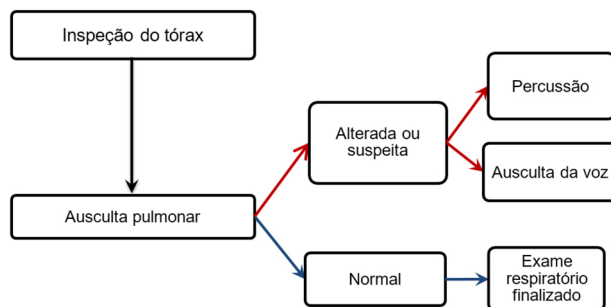 Inspeção do tórax
Percussão
Alterada ou
suspeita
Ausculta da voz
Ausculta pulmonar
Normal
Exame
respiratório
finalizado